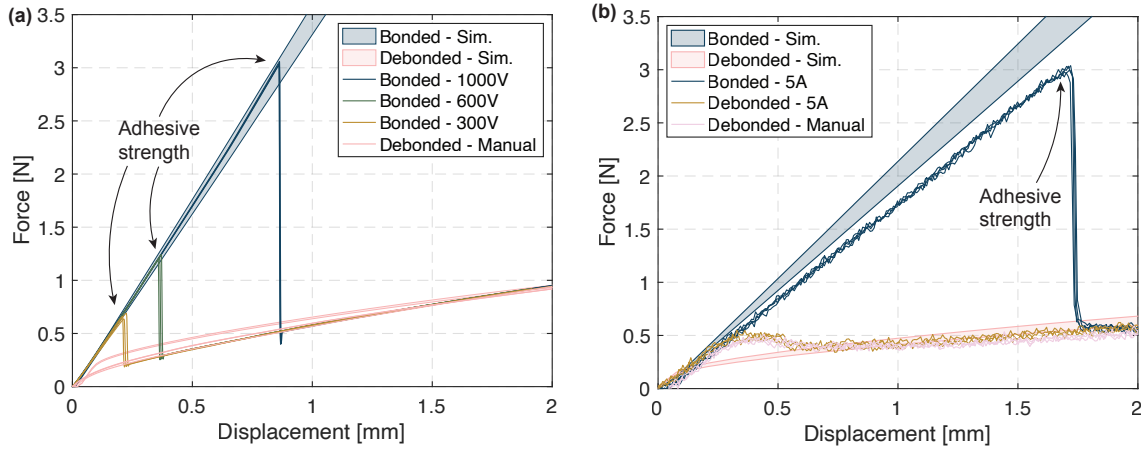 (a)
3.5
3
2.5
2
1.5
1
0.5
0
Force [N]
0
0.5
1
1.5
2
Displacement [mm]
Bonded - Sim.
Debonded - Sim.
Bonded - 1000V
Bonded - 600V
Bonded - 300V
Debonded - Manual
Adhesive
strength
(b)
3.5
3
2.5
2
1.5
1
0.5
0
Force [N]
0
0.5
1
1.5
2
Displacement [mm]
Bonded - Sim.
Debonded - Sim.
Bonded - 5A
Debonded - 5A
Debonded - Manual
Adhesive
strength